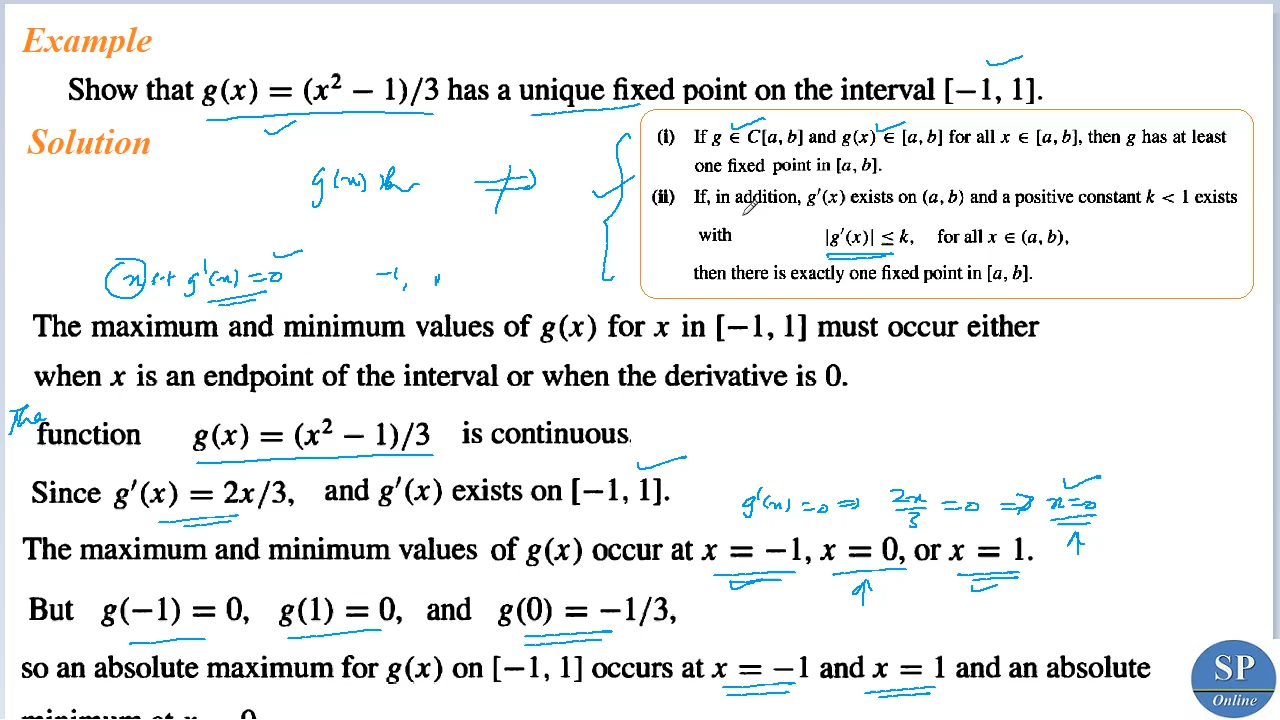 Example
Show that g(x) = (x² − 1)/3 has a unique fixed point on the interval [−1, 1].
Solution
(i) If g ∈ C[a, b] and g(x) ∈ [a, b] for all x ∈ [a, b], then g has at least
one fixed point in [a, b].
(ii) If, in addition, g′(x) exists on (a, b) and a positive constant k < 1 exists
with |g′(x)| ≤ k, for all x ∈ (a, b),
then there is exactly one fixed point in [a, b].
g(x)
x s.t g'(x) = 0 -1, 1
The maximum and minimum values of g(x) for x in [−1, 1] must occur either
when x is an endpoint of the interval or when the derivative is 0.
The function g(x) = (x² − 1)/3 is continuous.
Since g′(x) = 2x/3, and g′(x) exists on [−1, 1].
g'(x) = 0 ⇒ 2x/3 = 0 ⇒ x = 0
The maximum and minimum values of g(x) occur at x = −1, x = 0, or x = 1.
But g(−1) = 0, g(1) = 0, and g(0) = −1/3,
so an absolute maximum for g(x) on [−1, 1] occurs at x = −1 and x = 1 and an absolute
minimum at x = 0
SP
Online